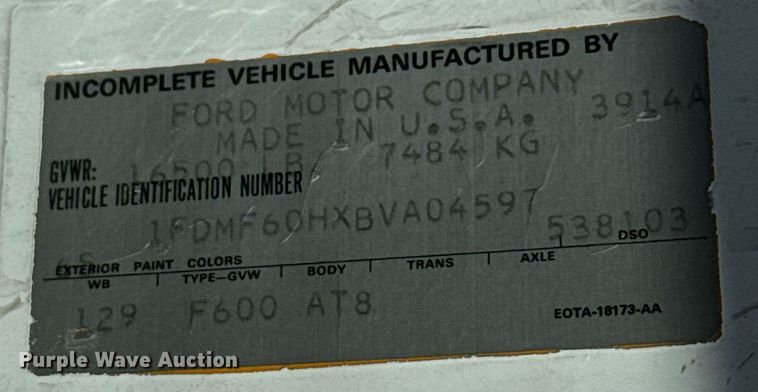 INCOMPLETE VEHICLE MANUFACTURED BY
FORD MOTOR COMPANY
MADE IN U.S.A. 3914A
GVWR: 16500 LB/ 7484 KG
VEHICLE IDENTIFICATION NUMBER
1FDMF60HXBVA04597
538103
EXTERIOR PAINT COLORS DSO
WB TYPE-GVW BODY TRANS AXLE
129 F600 AT8
EOTA-18173-AA
Purple Wave Auction